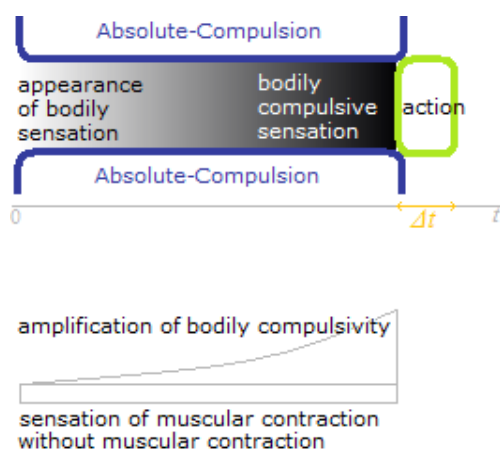 Absolute-Compulsion
appearance
of bodily
sensation
bodily
compulsive
sensation
action
Absolute-Compulsion
0
Δt
t
amplification of bodily compulsivity
sensation of muscular contraction
without muscular contraction